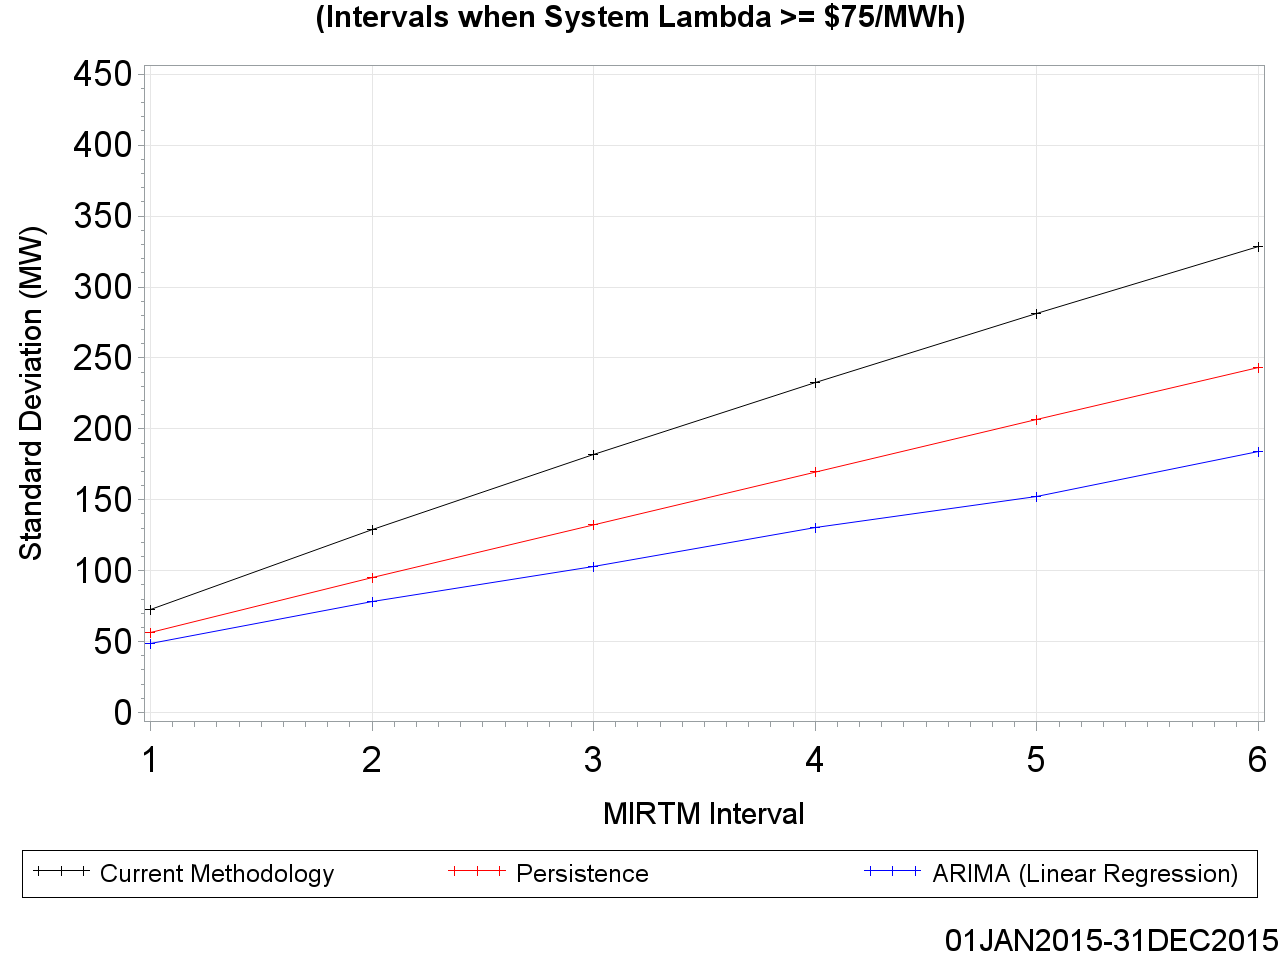 (Intervals when System Lambda >= $75/MWh)
450
400
350
300
250
200
150
100
50
0
Standard Deviation (MW)
1 2 3 4 5 6
MIRTM Interval
Current Methodology Persistence ARIMA (Linear Regression)
01JAN2015-31DEC2015